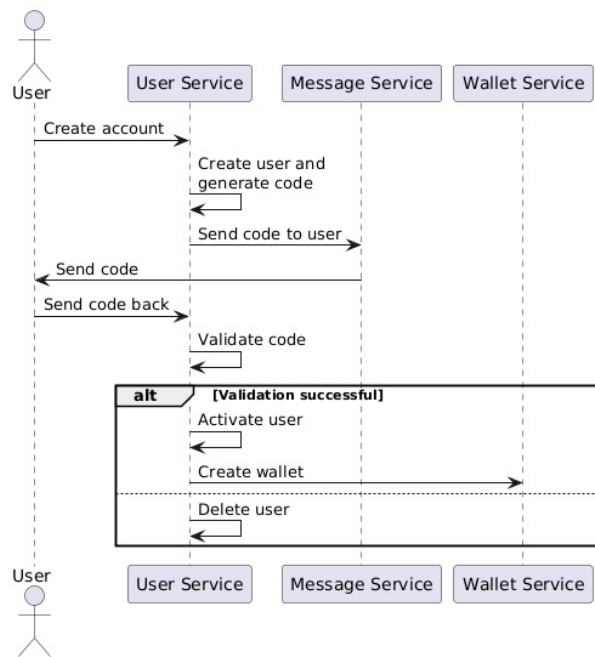 User
User Service
Message Service
Wallet Service
Create account
Create user and
generate code
Send code to user
Send code
Send code back
Validate code
alt
[Validation successful]
Activate user
Create wallet
Delete user
User
User Service
Message Service
Wallet Service